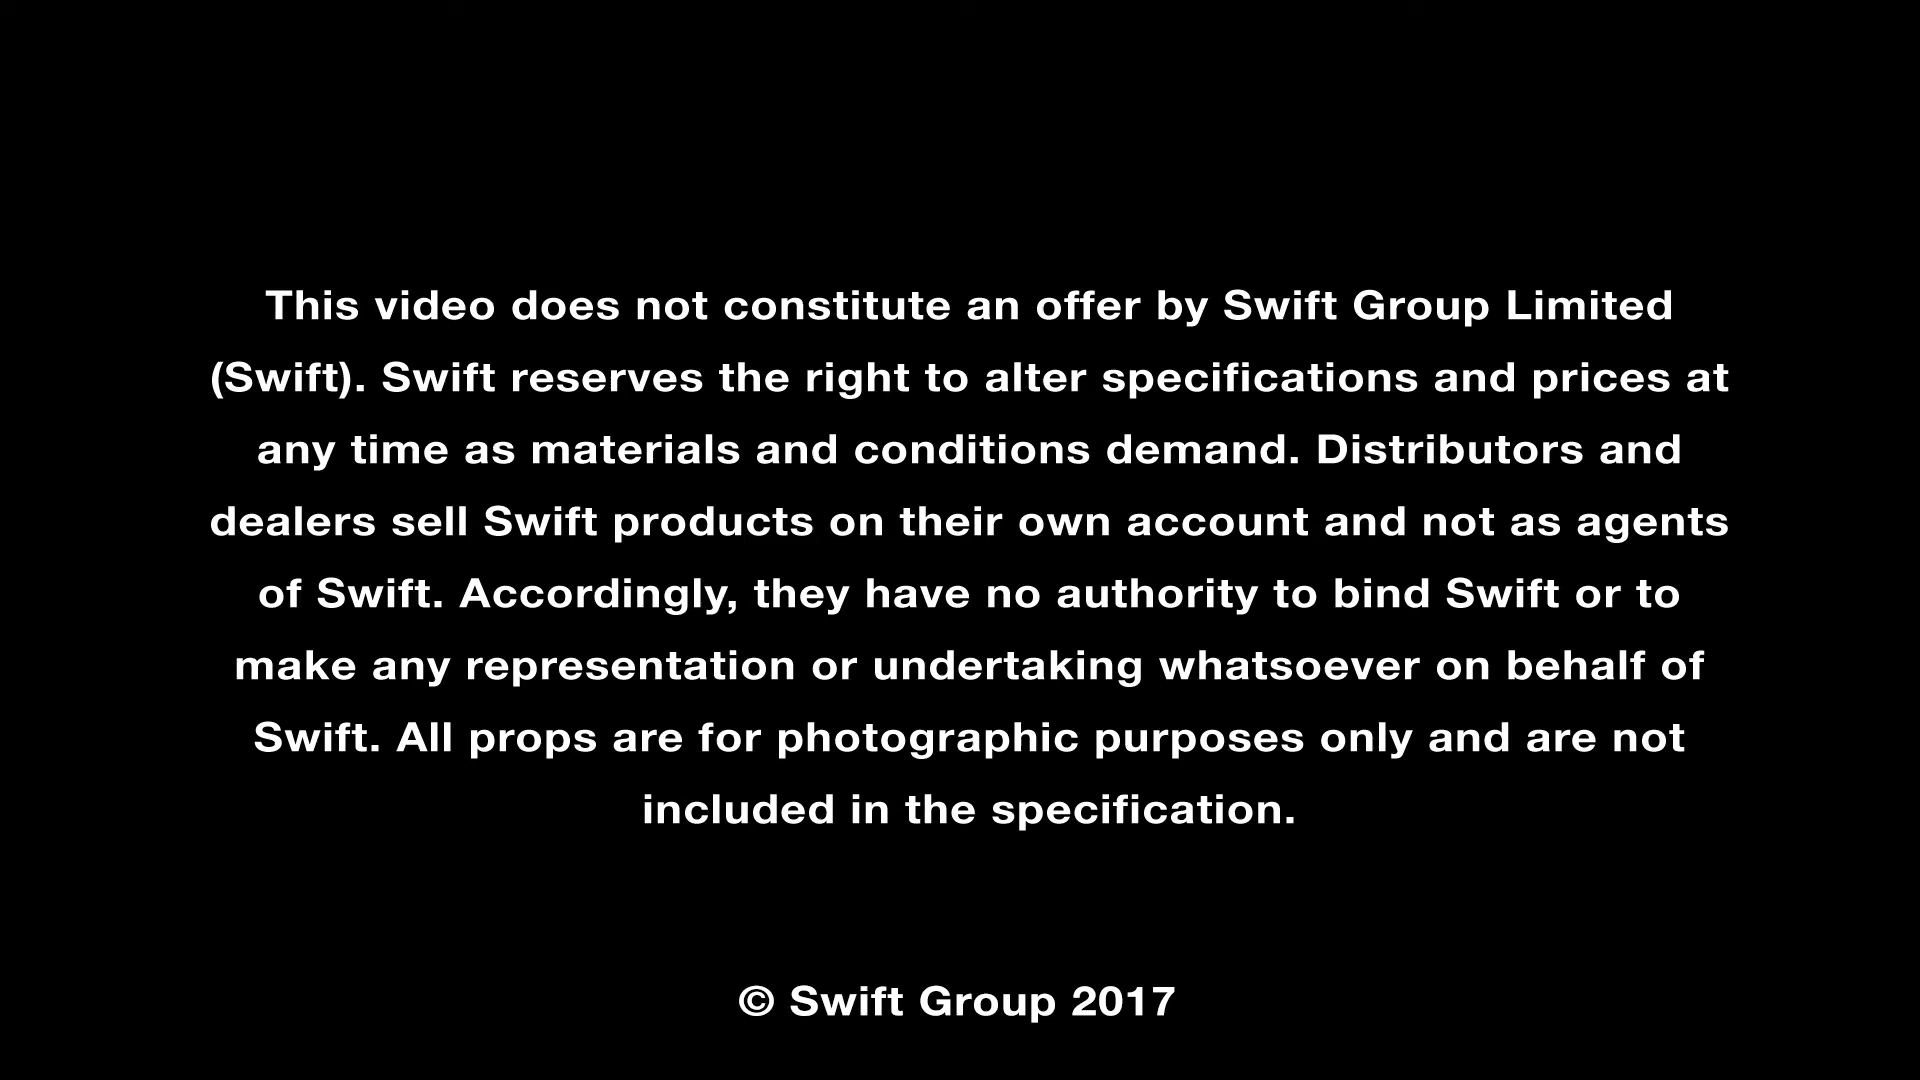 This video does not constitute an offer by Swift Group Limited
(Swift). Swift reserves the right to alter specifications and prices at
any time as materials and conditions demand. Distributors and
dealers sell Swift products on their own account and not as agents
of Swift. Accordingly, they have no authority to bind Swift or to
make any representation or undertaking whatsoever on behalf of
Swift. All props are for photographic purposes only and are not
included in the specification.
© Swift Group 2017